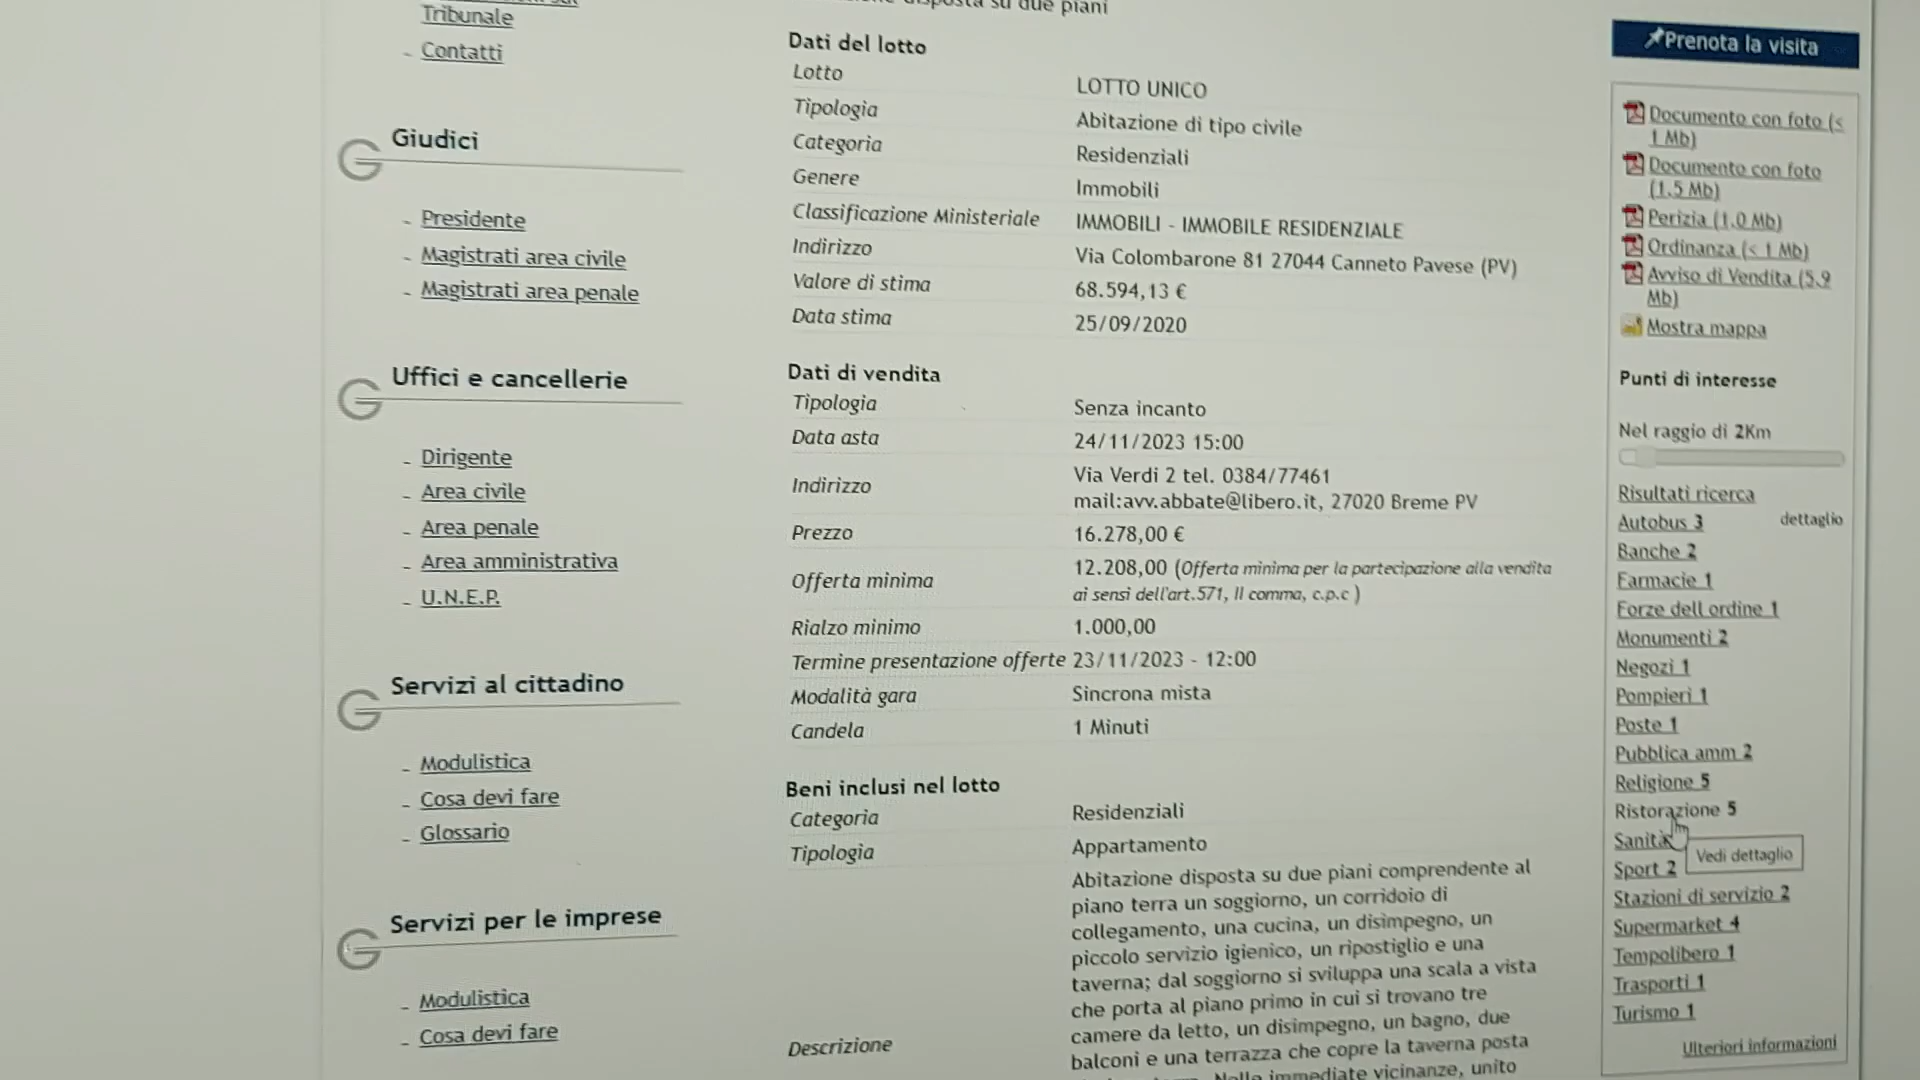 Tribunale
- Contatti
Giudici
- Presidente
- Magistrati area civile
- Magistrati area penale
Uffici e cancellerie
- Dirigente
- Area civile
- Area penale
- Area amministrativa
- U.N.E.P.
Servizi al cittadino
- Modulistica
- Cosa devi fare
- Glossario
Servizi per le imprese
- Modulistica
- Cosa devi fare
disposta su due piani
Dati del lotto
Lotto LOTTO UNICO
Tipologia Abitazione di tipo civile
Categoria Residenziali
Genere Immobili
Classificazione Ministeriale IMMOBILI - IMMOBILE RESIDENZIALE
Indirizzo Via Colombarone 81 27044 Canneto Pavese (PV)
Valore di stima 68.594,13 €
Data stima 25/09/2020
Dati di vendita
Tipologia Senza incanto
Data asta 24/11/2023 15:00
Indirizzo Via Verdi 2 tel. 0384/77461
mail:avv.abbate@libero.it, 27020 Breme PV
Prezzo 16.278,00 €
Offerta minima 12.208,00 (Offerta minima per la partecipazione alla vendita
ai sensi dell'art.571, II comma, c.p.c )
Rialzo minimo 1.000,00
Termine presentazione offerte 23/11/2023 - 12:00
Modalità gara Sincrona mista
Candela 1 Minuti
Beni inclusi nel lotto
Categoria Residenziali
Tipologia Appartamento
Abitazione disposta su due piani comprendente al
piano terra un soggiorno, un corridoio di
collegamento, una cucina, un disimpegno, un
piccolo servizio igienico, un ripostiglio e una
taverna; dal soggiorno si sviluppa una scala a vista
che porta al piano primo in cui si trovano tre
camere da letto, un disimpegno, un bagno, due
Descrizione balconi e una terrazza che copre la taverna posta
Nelle immediate vicinanze, unito
Prenota la visita
Documento con foto (<
1 Mb)
Documento con foto
(1.5 Mb)
Perizia (1.0 Mb)
Ordinanza (< 1 Mb)
Avviso di Vendita (5.9
Mb)
Mostra mappa
Punti di interesse
Nel raggio di 2Km
Risultati ricerca
Autobus 3 dettaglio
Banche 2
Farmacie 1
Forze dell ordine 1
Monumenti 2
Negozi 1
Pompieri 1
Poste 1
Pubblica amm 2
Religione 5
Ristorazione 5
Sanità
Vedi dettaglio
Sport 2
Stazioni di servizio 2
Supermarket 4
Tempolibero 1
Trasporti 1
Turismo 1
Ulteriori informazioni